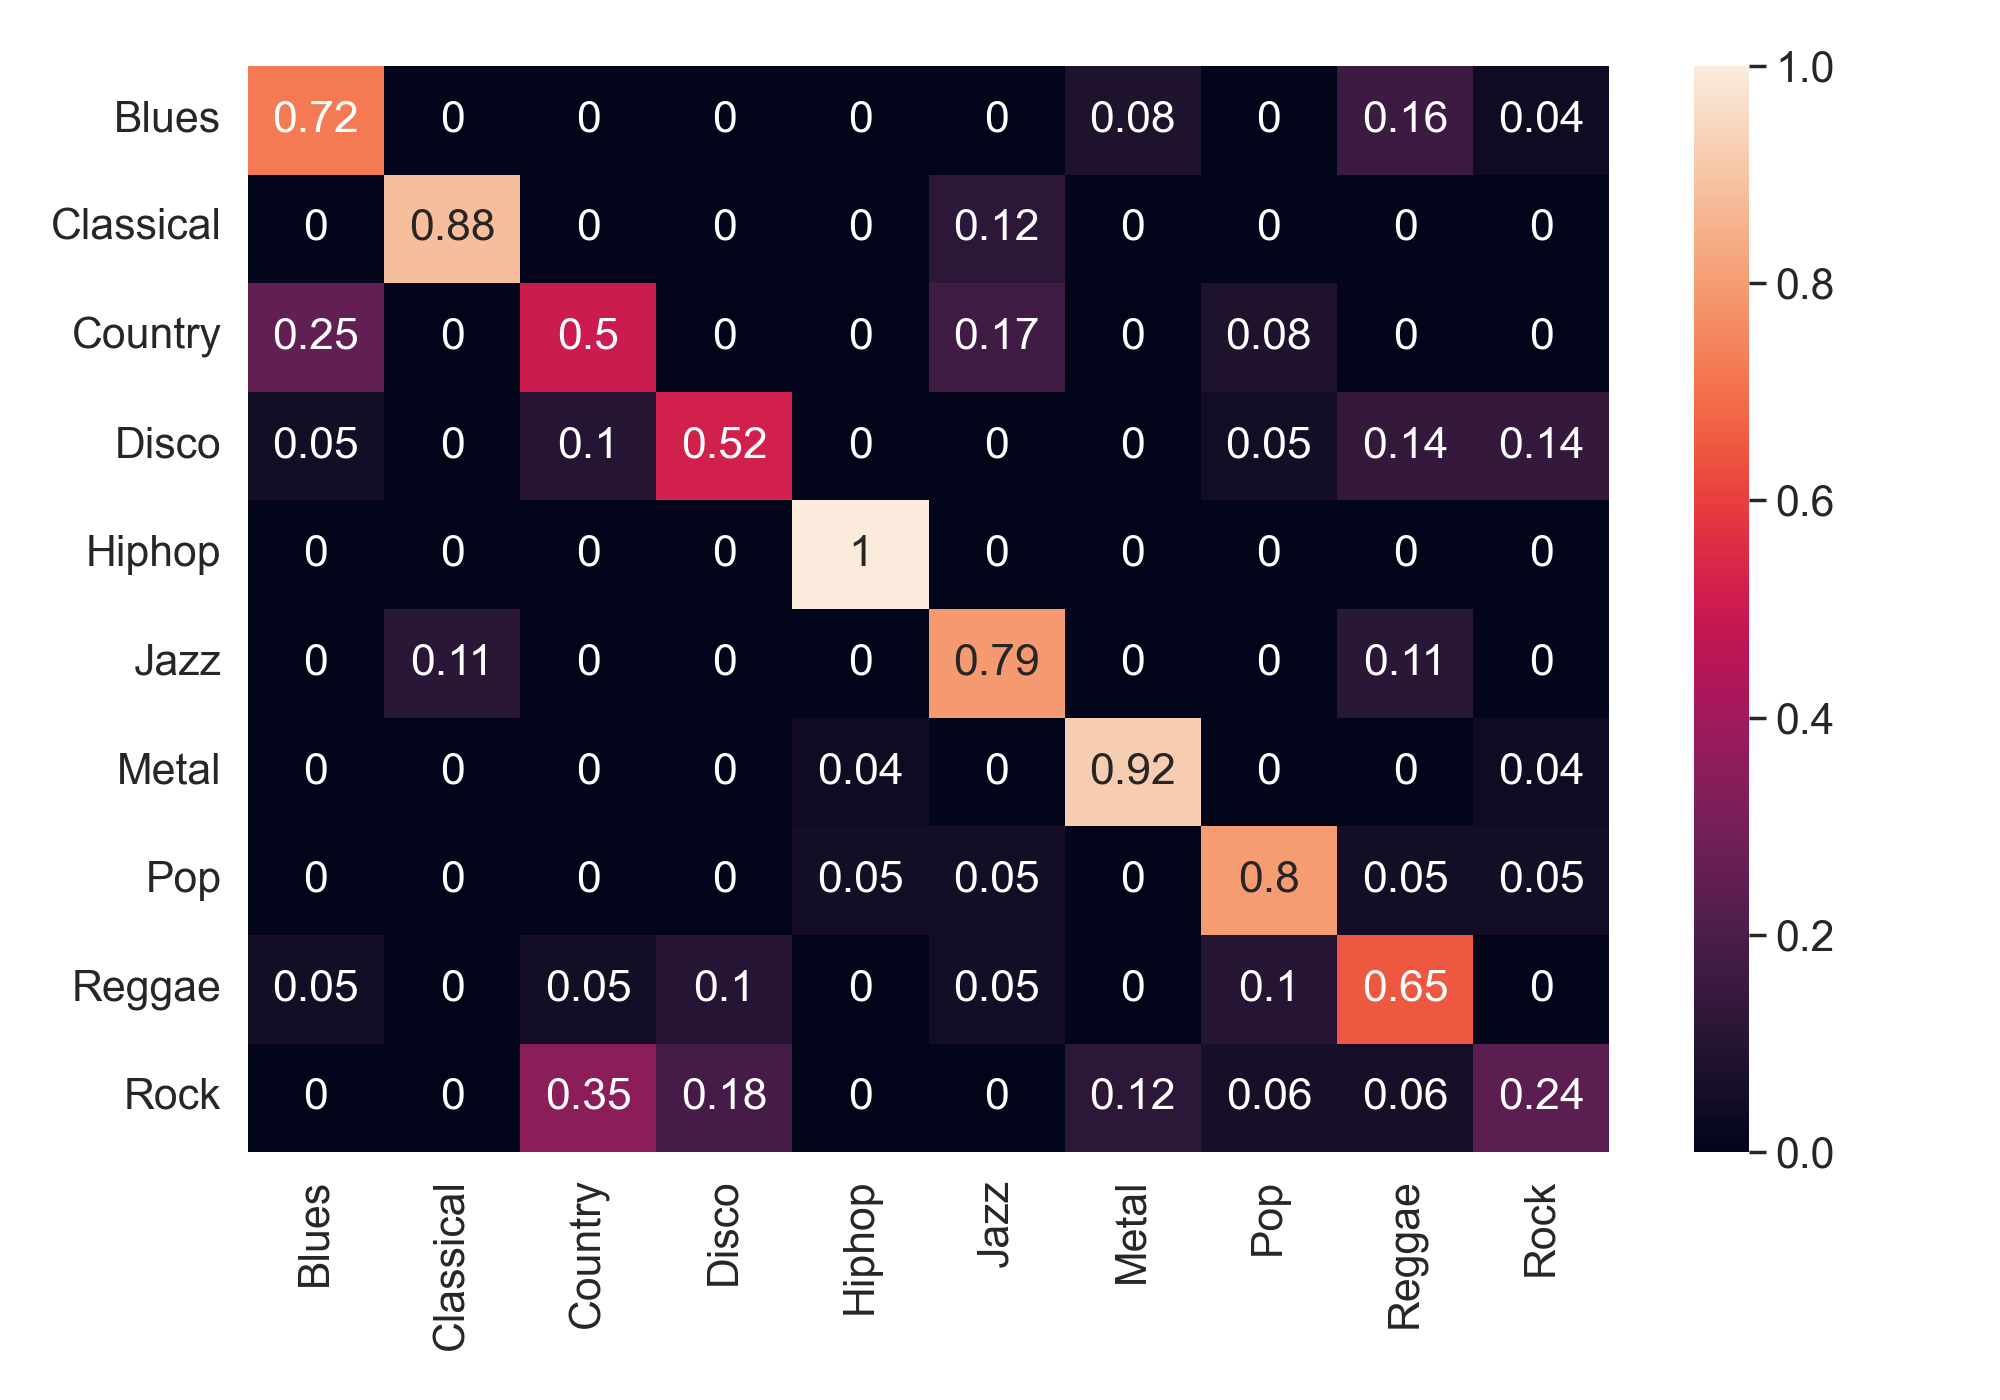 Blues 0.72 0 0 0 0 0 0.08 0 0.16 0.04
Classical 0 0.88 0 0 0 0.12 0 0 0 0
Country 0.25 0 0.5 0 0 0.17 0 0.08 0 0
Disco 0.05 0 0.1 0.52 0 0 0 0.05 0.14 0.14
Hiphop 0 0 0 0 1 0 0 0 0 0
Jazz 0 0.11 0 0 0 0.79 0 0 0.11 0
Metal 0 0 0 0 0.04 0 0.92 0 0 0.04
Pop 0 0 0 0 0.05 0.05 0 0.8 0.05 0.05
Reggae 0.05 0 0.05 0.1 0 0.05 0 0.1 0.65 0
Rock 0 0 0.35 0.18 0 0 0.12 0.06 0.06 0.24
Blues Classical Country Disco Hiphop Jazz Metal Pop Reggae Rock
1.0
0.8
0.6
0.4
0.2
0.0